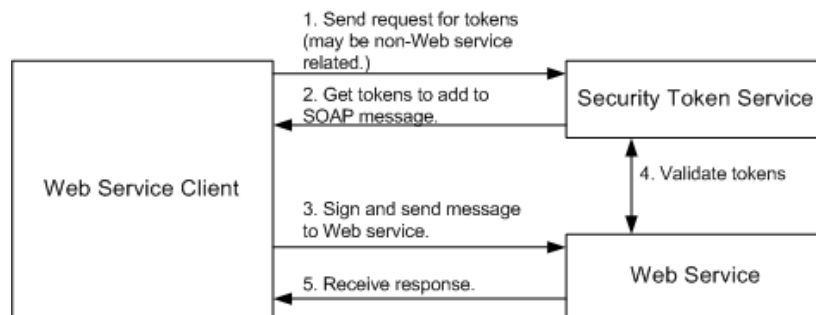 1. Send request for tokens
(may be non-Web service
related.)
Security Token Service
2. Get tokens to add to
SOAP message.
Web Service Client
4. Validate tokens
3. Sign and send message
to Web service.
Web Service
5. Receive response.